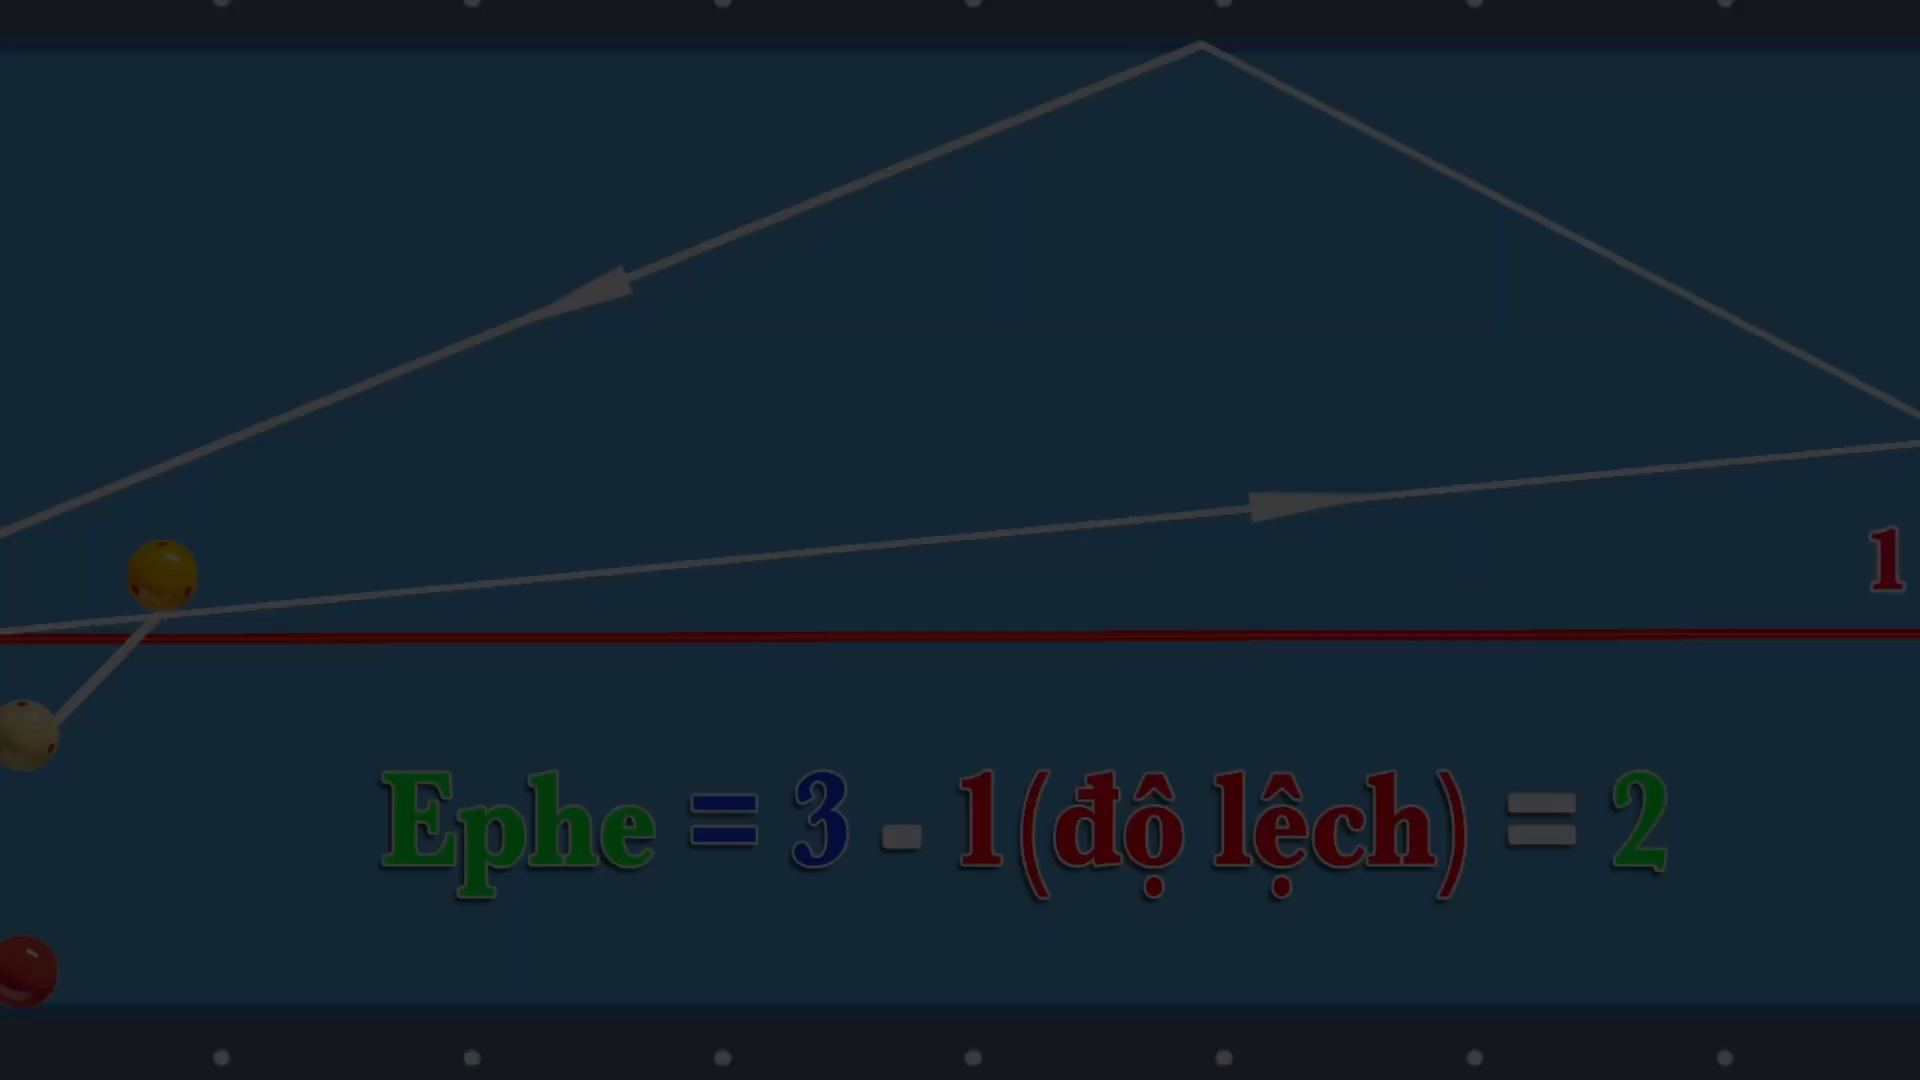 1
Ephe = 3 - 1(độ lệch) = 2